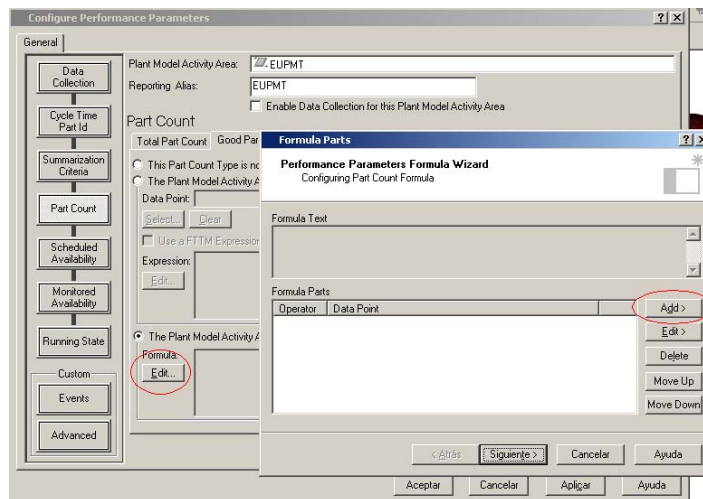 Configure Performance Parameters
General
Data Collection
Cycle Time Part Id
Summarization Criteria
Part Count
Scheduled Availability
Monitored Availability
Running State
Custom
Events
Advanced
Plant Model Activity Area: EUPMT
Reporting Alias: EUPMT
Enable Data Collection for this Plant Model Activity Area
Part Count
Total Part Count Good Par
This Part Count Type is no
The Plant Model Activity A
Data Point:
Select... Clear
Use a FTTM Expression
Expression:
Edit...
The Plant Model Activity A
Formula:
Edit...
Formula Parts
Performance Parameters Formula Wizard
Configuring Part Count Formula
Formula Text
Formula Parts
Operator Data Point
Add >
Edit >
Delete
Move Up
Move Down
< Atrás Siguiente > Cancelar Ayuda
Aceptar Cancelar Aplicar Ayuda